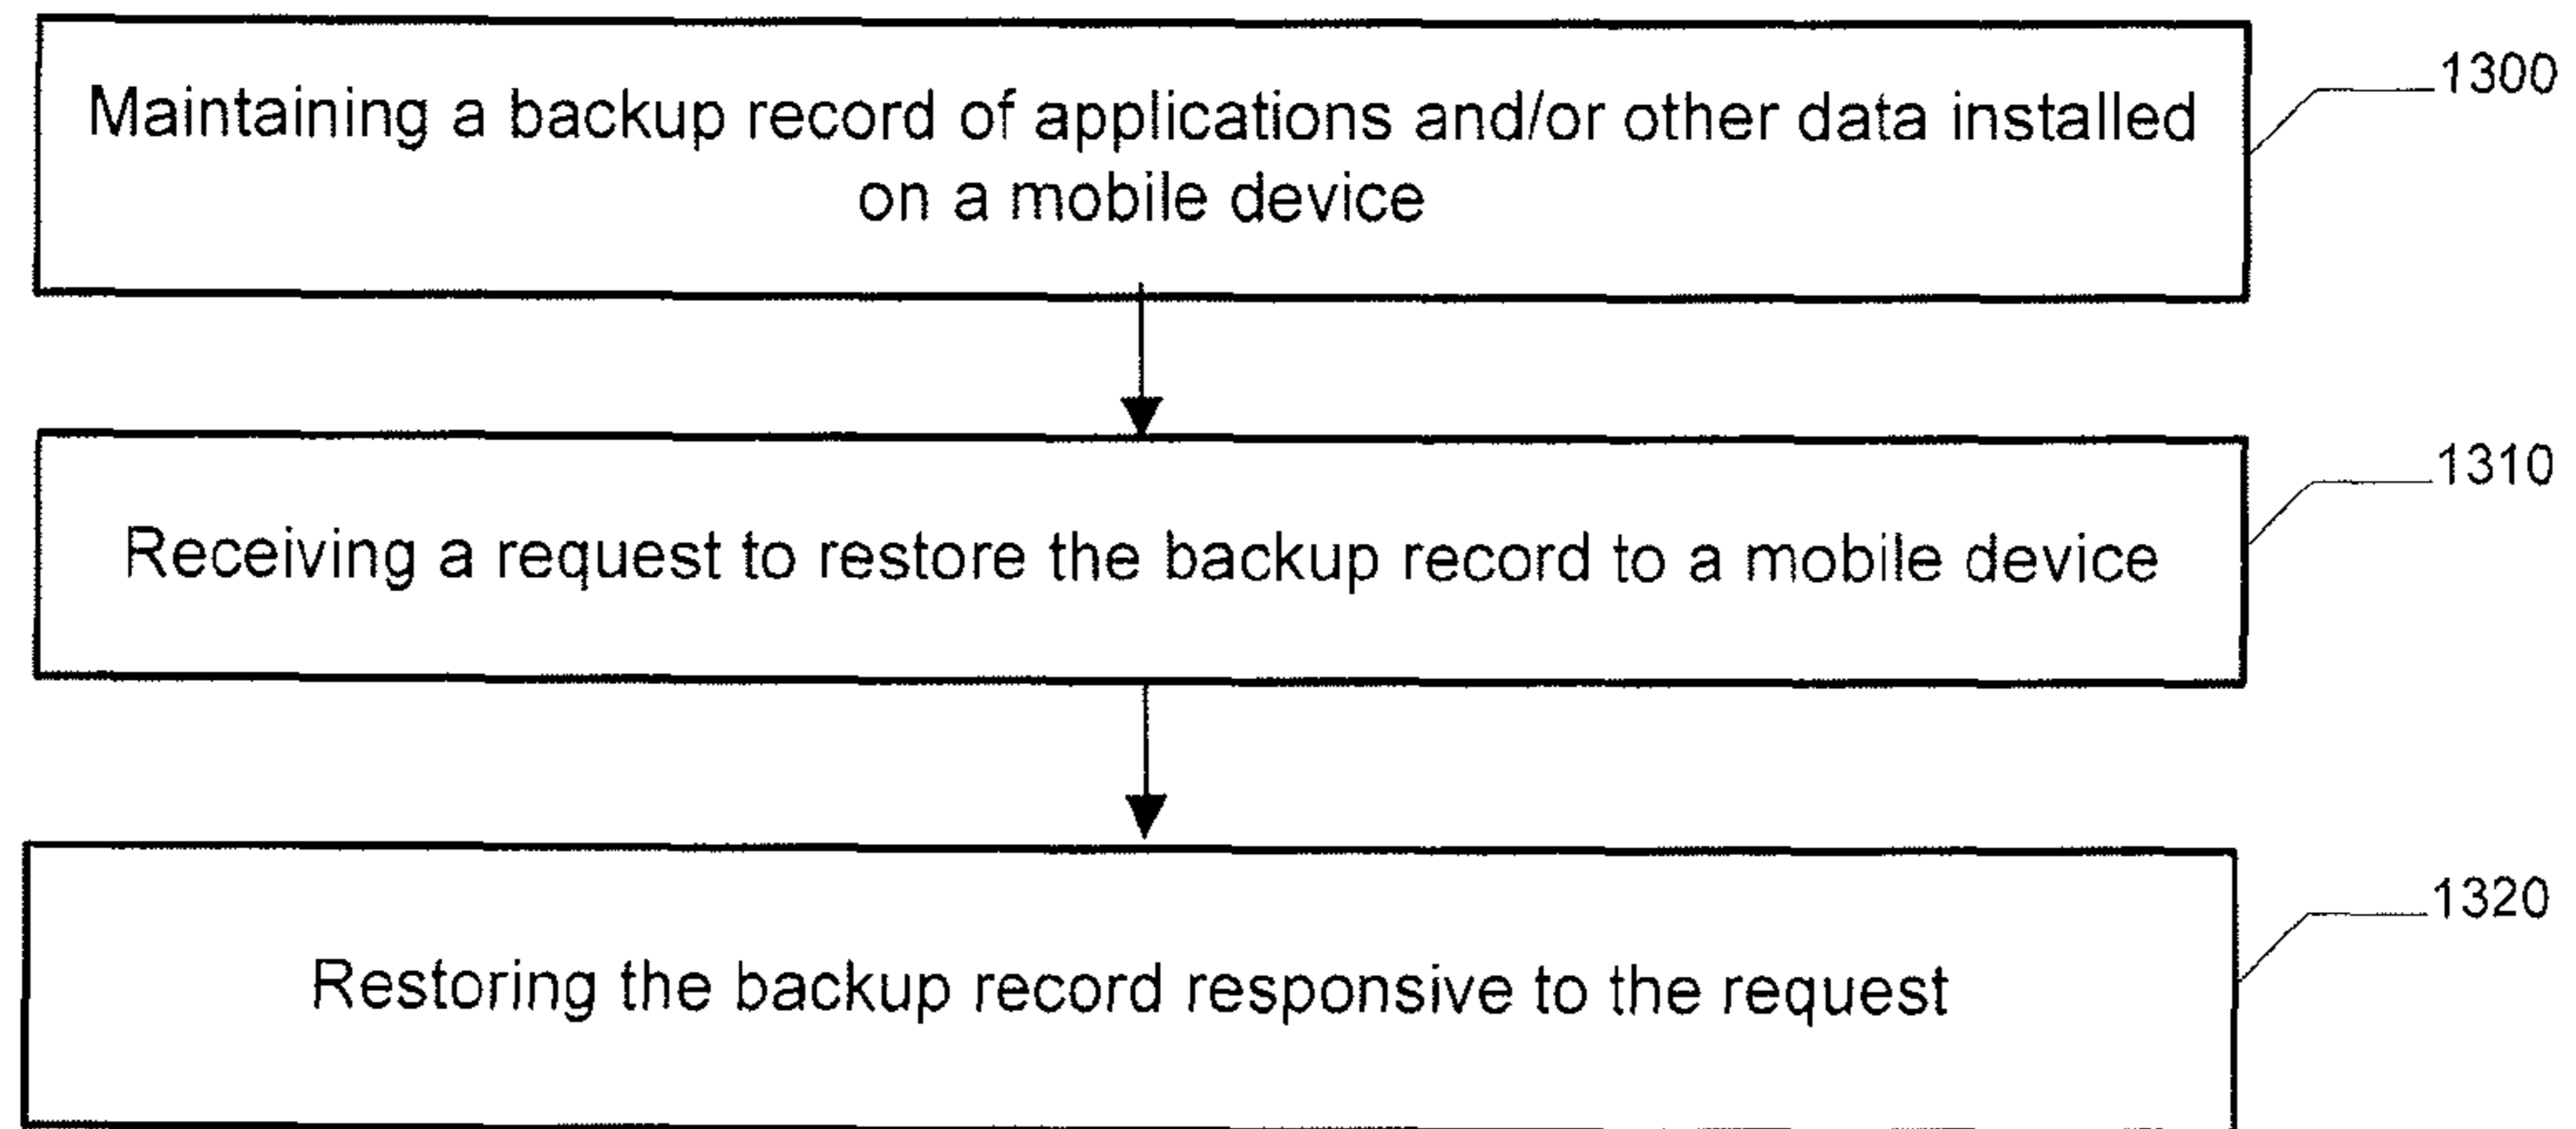 Maintaining a backup record of applications and/or other data installed
on a mobile device
1300
Receiving a request to restore the backup record to a mobile device
1310
Restoring the backup record responsive to the request
1320